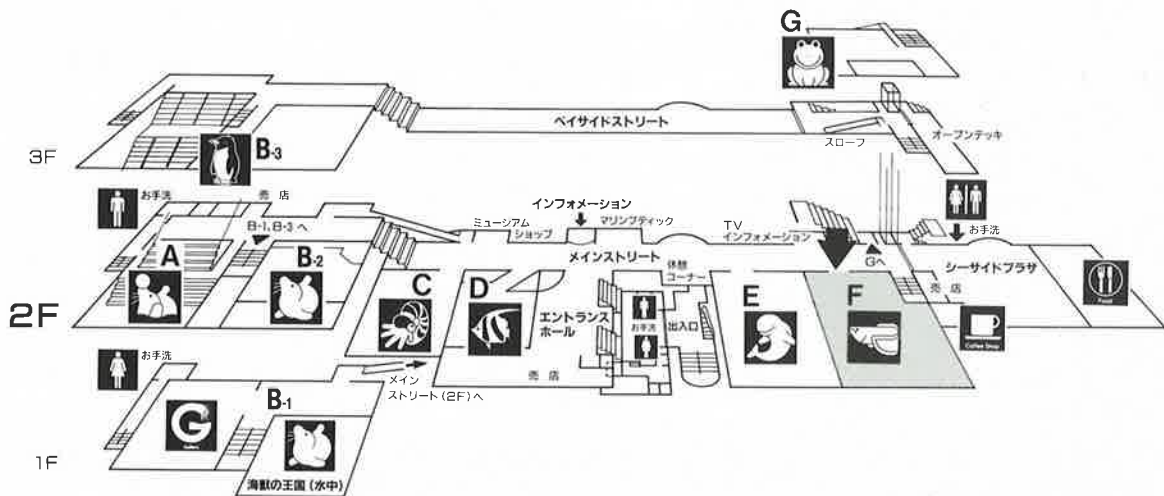 G
ベイサイドストリート
スロープ
オープンデッキ
3F
B-3
お手洗
売店
B-1, B-3 へ
ミューシアム
ショップ
インフォメーション
マリンブティック
TV
インフォメーション
Gへ
お手洗
メインストリート
休憩
コーナー
シーサイドプラザ
売店
Food
Coffee Shop
2F
A
B-2
C
D
エントランス
ホール
お手洗
出入口
E
F
売店
お手洗
メイン
ストリート(2F)へ
B-1
G
1F
海獣の王国(水中)